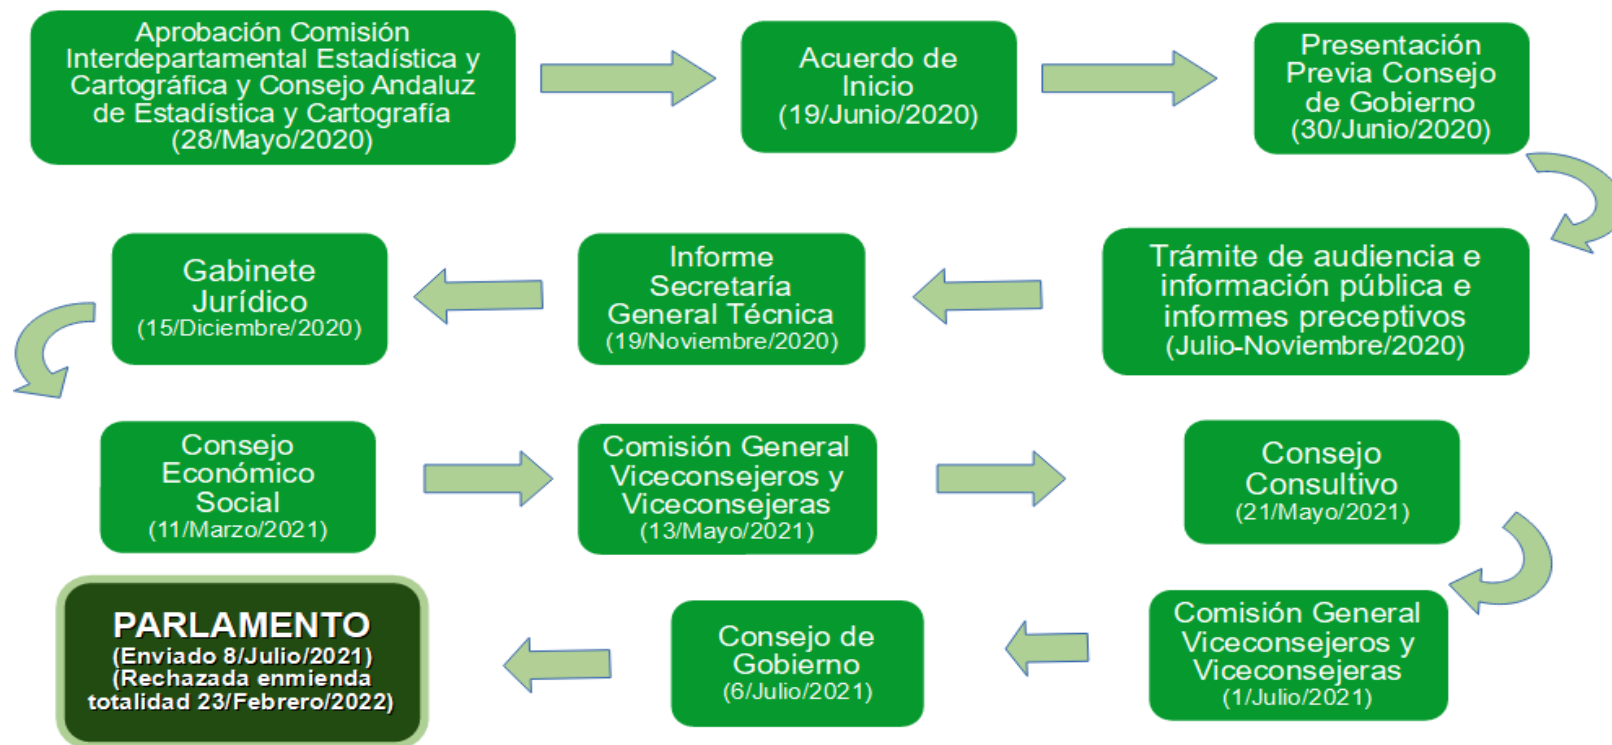 Aprobación Comisión
Interdepartamental Estadística y
Cartográfica y Consejo Andaluz
de Estadística y Cartografía
(28/Mayo/2020)
Acuerdo de
Inicio
(19/Junio/2020)
Presentación
Previa Consejo
de Gobierno
(30/Junio/2020)
Trámite de audiencia e
información pública e
informes preceptivos
(Julio-Noviembre/2020)
Informe
Secretaría
General Técnica
(19/Noviembre/2020)
Gabinete
Jurídico
(15/Diciembre/2020)
Consejo
Económico
Social
(11/Marzo/2021)
Comisión General
Viceconsejeros y
Viceconsejeras
(13/Mayo/2021)
Consejo
Consultivo
(21/Mayo/2021)
Comisión General
Viceconsejeros y
Viceconsejeras
(1/Julio/2021)
Consejo de
Gobierno
(6/Julio/2021)
PARLAMENTO
(Enviado 8/Julio/2021)
(Rechazada enmienda
totalidad 23/Febrero/2022)